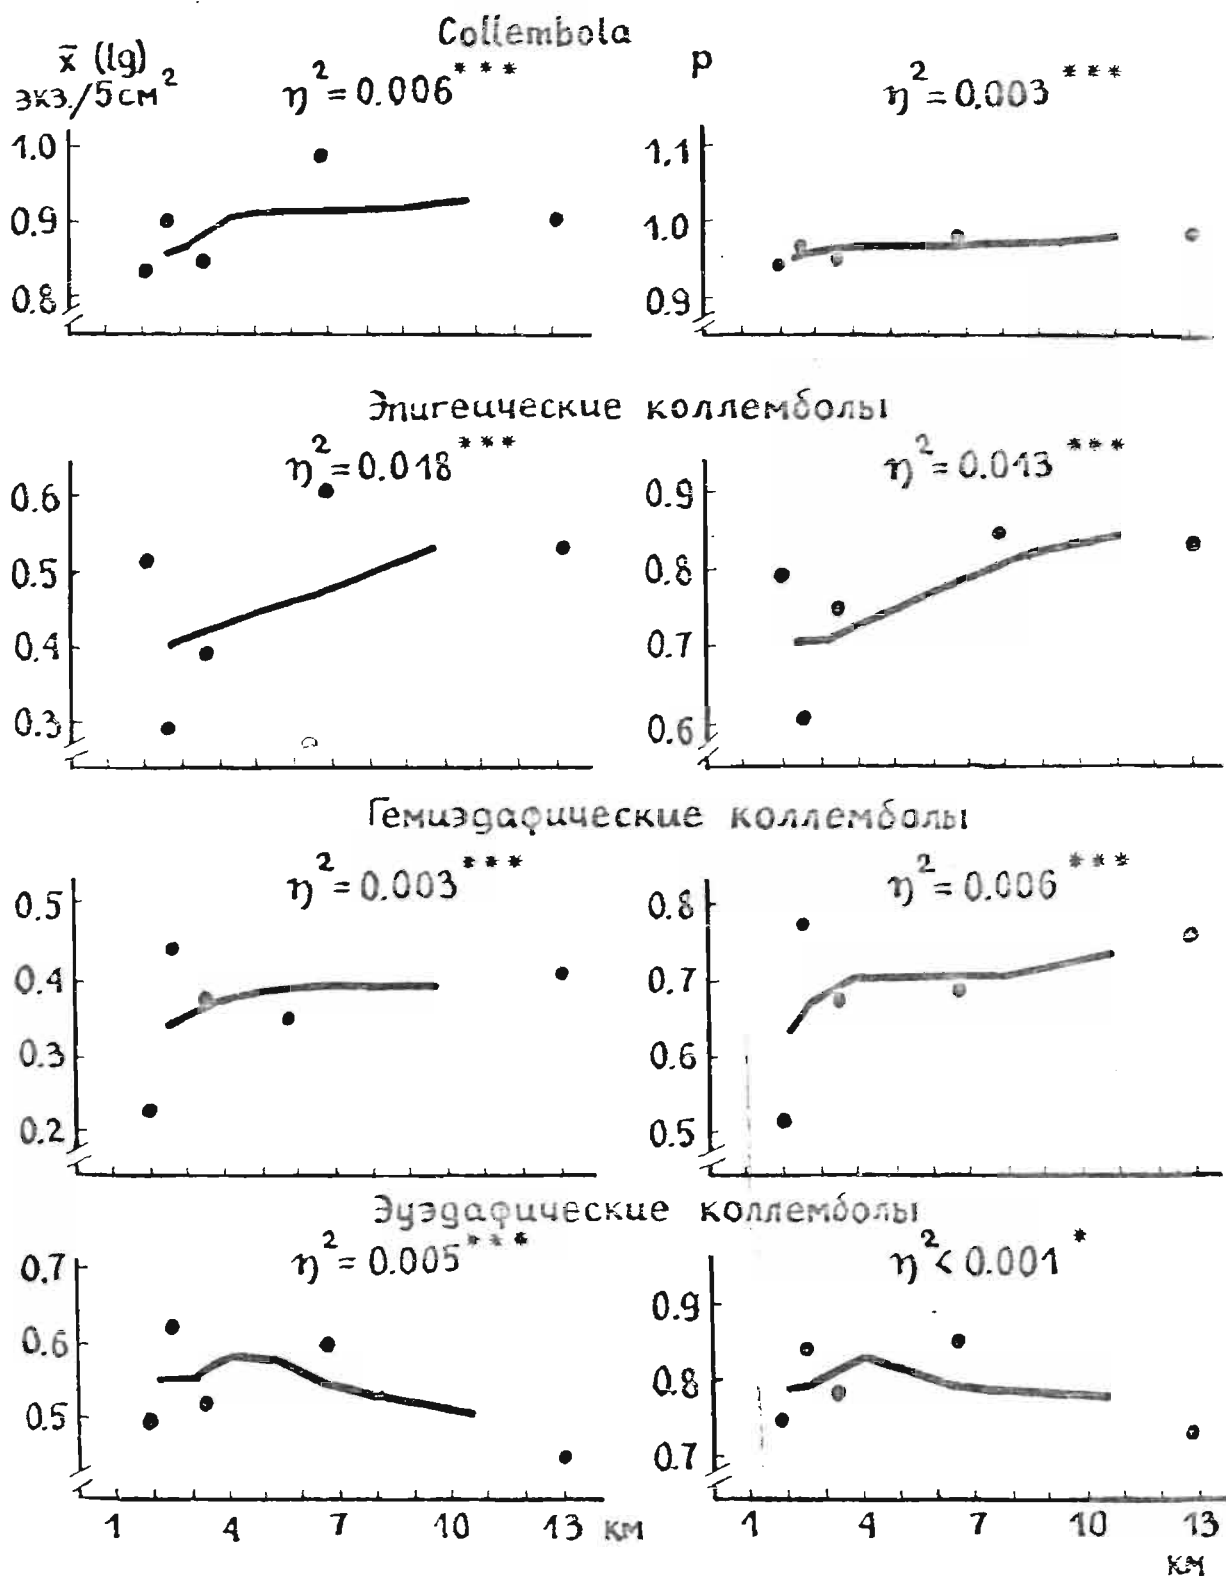 Collembola
x̄ (lg)
экз./5см²
η²=0.006***
1.0
0.9
0.8
p
η²=0.003***
1.1
1.0
0.9
Эпигеические коллемболы
η²=0.018***
0.6
0.5
0.4
0.3
η²=0.013***
0.9
0.8
0.7
0.6
Гемиэдафические коллемболы
η²=0.003***
0.5
0.4
0.3
0.2
η²=0.006***
0.8
0.7
0.6
0.5
Эуэдафические коллемболы
η²=0.005***
0.7
0.6
0.5
η²<0.001*
0.9
0.8
0.7
1 4 7 10 13 км
1 4 7 10 13
км